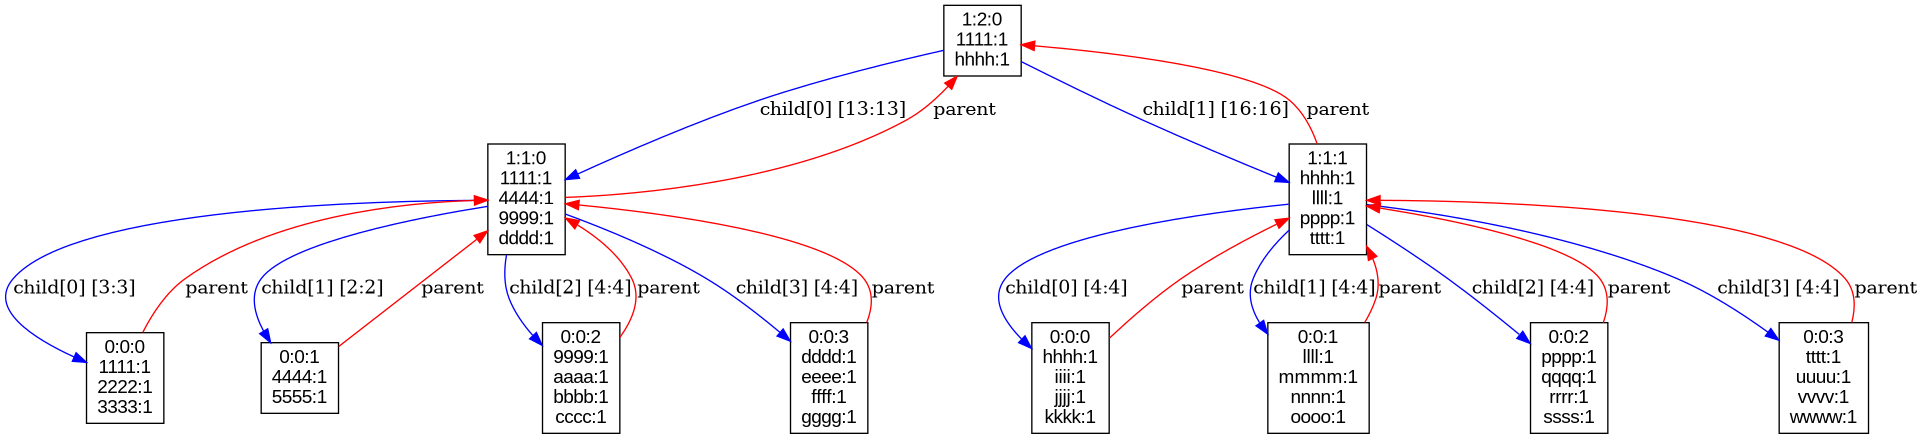 1:2:0
1111:1
hhhh:1
child[0] [13:13]
parent
child[1] [16:16]
parent
1:1:0
1111:1
4444:1
9999:1
dddd:1
1:1:1
hhhh:1
llll:1
pppp:1
tttt:1
child[0] [3:3]
parent
child[1] [2:2]
parent
child[2] [4:4]
parent
child[3] [4:4]
parent
child[0] [4:4]
parent
child[1] [4:4]
parent
child[2] [4:4]
parent
child[3] [4:4]
parent
0:0:0
1111:1
2222:1
3333:1
0:0:1
4444:1
5555:1
0:0:2
9999:1
aaaa:1
bbbb:1
cccc:1
0:0:3
dddd:1
eeee:1
ffff:1
gggg:1
0:0:0
hhhh:1
iiii:1
jjjj:1
kkkk:1
0:0:1
llll:1
mmmm:1
nnnn:1
oooo:1
0:0:2
pppp:1
qqqq:1
rrrr:1
ssss:1
0:0:3
tttt:1
uuuu:1
vvvv:1
wwww:1